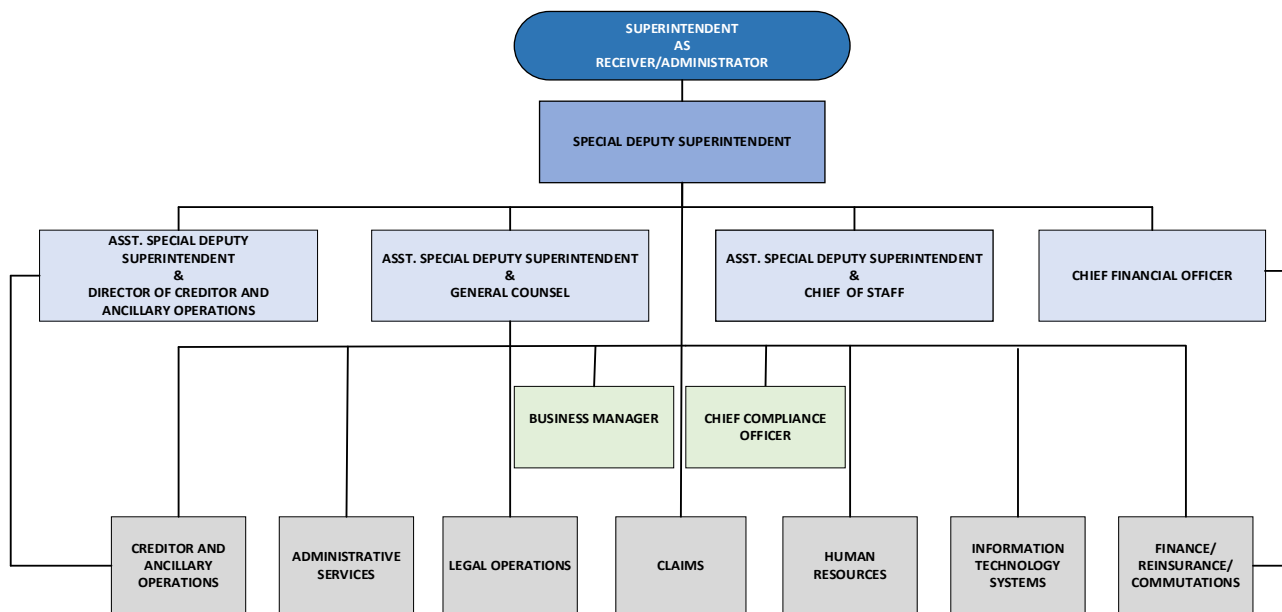 SUPERINTENDENT
AS
RECEIVER/ADMINISTRATOR
SPECIAL DEPUTY SUPERINTENDENT
ASST. SPECIAL DEPUTY
SUPERINTENDENT
&
DIRECTOR OF CREDITOR AND
ANCILLARY OPERATIONS
ASST. SPECIAL DEPUTY SUPERINTENDENT
&
GENERAL COUNSEL
ASST. SPECIAL DEPUTY SUPERINTENDENT
&
CHIEF OF STAFF
CHIEF FINANCIAL OFFICER
BUSINESS MANAGER
CHIEF COMPLIANCE
OFFICER
CREDITOR AND
ANCILLARY
OPERATIONS
ADMINISTRATIVE
SERVICES
LEGAL OPERATIONS
CLAIMS
HUMAN
RESOURCES
INFORMATION
TECHNOLOGY
SYSTEMS
FINANCE/
REINSURANCE/
COMMUTATIONS